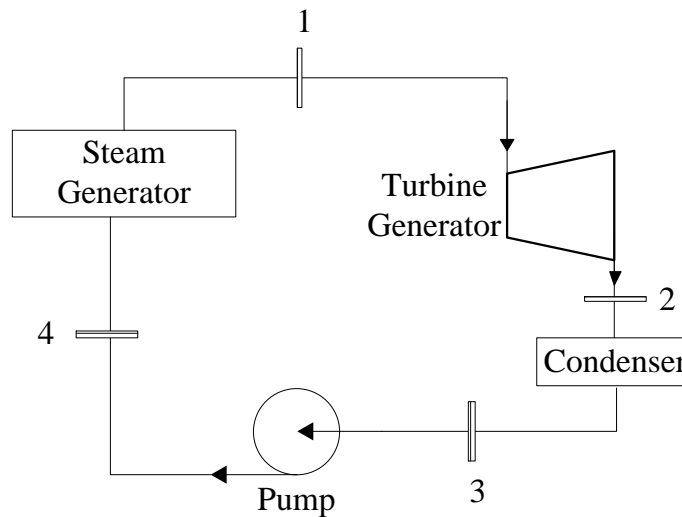 1
Steam
Generator
Turbine
Generator
2
4
Condenser
3
Pump